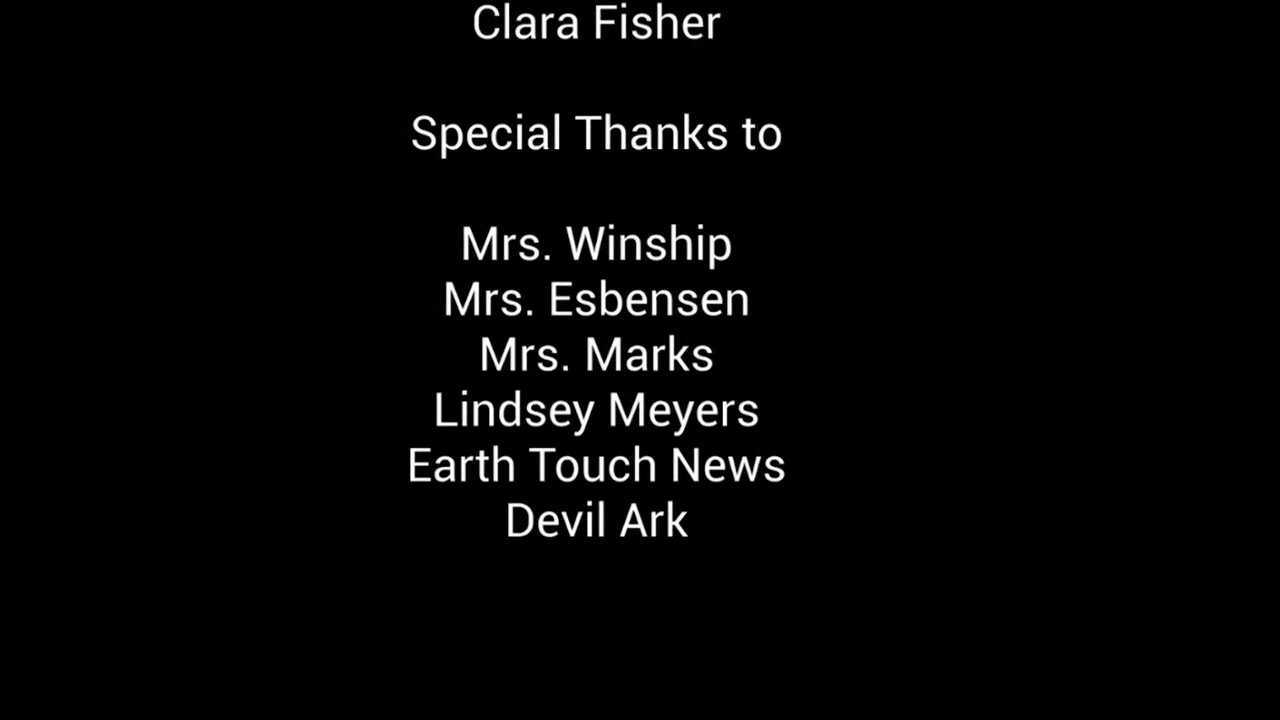 Clara Fisher
Special Thanks to
Mrs. Winship
Mrs. Esbensen
Mrs. Marks
Lindsey Meyers
Earth Touch News
Devil Ark